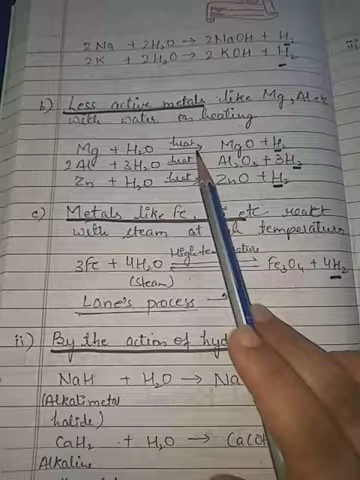 2Na + 2H₂O → 2NaOH + H₂
2K + 2H₂O → 2KOH + H₂
b) Less active metals like Mg, Al etc
with water on heating
Mg + H₂O heat→ MgO + H₂
2Al + 3H₂O heat Al₂O₃ + 3H₂
Zn + H₂O heat ZnO + H₂
c) Metals like Fe, etc react
with steam at temperature
High temperature
3Fe + 4H₂O ⇌ Fe₃O₄ + 4H₂
(Steam)
Lane's process
ii) By the action of hyd
NaH + H₂O → Na
(Alkali metal
halide)
CaH₂ + H₂O → Ca(OH
Alkaline